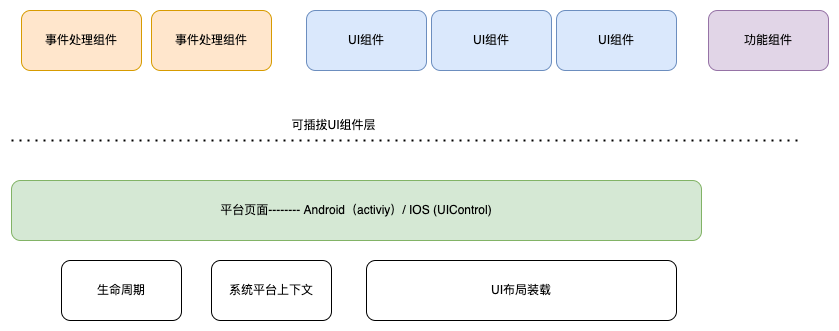 事件处理组件
事件处理组件
UI组件
UI组件
UI组件
功能组件
可插拔UI组件层
平台页面-------- Android（activiy）/ IOS (UIControl)
生命周期
系统平台上下文
UI布局装载